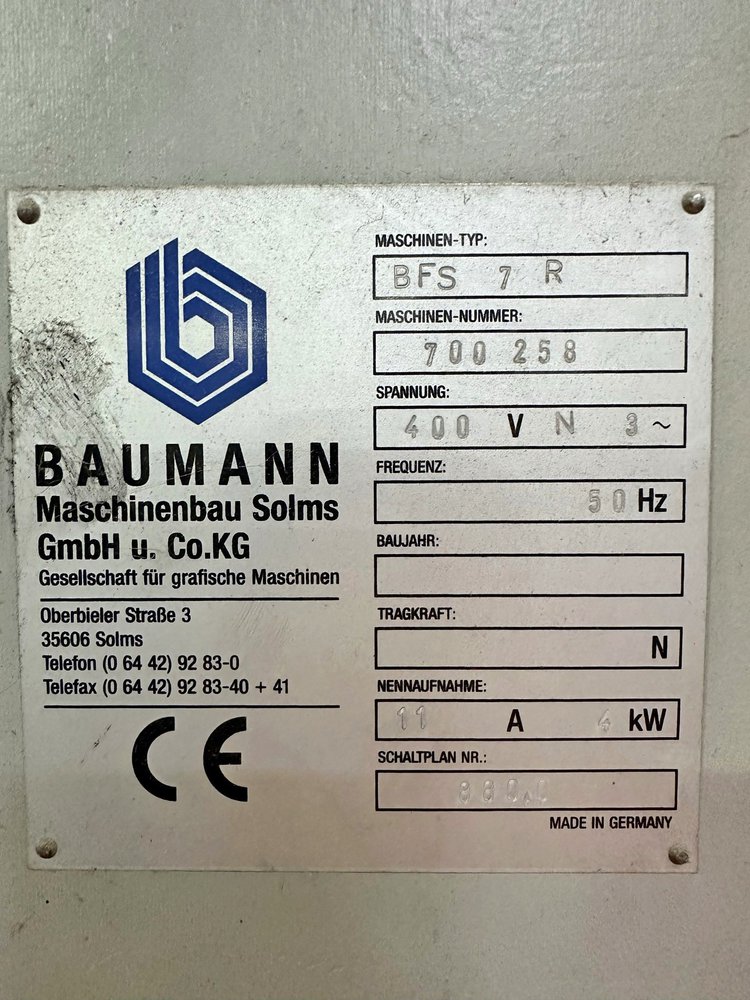 BAUMANN
Maschinenbau Solms
GmbH u. Co.KG
Gesellschaft für grafische Maschinen
Oberbieler Straße 3
35606 Solms
Telefon (0 64 42) 92 83-0
Telefax (0 64 42) 92 83-40 + 41
CE
MASCHINEN-TYP:
BFS 7 R
MASCHINEN-NUMMER:
700 258
SPANNUNG:
400 V N 3~
FREQUENZ:
50 Hz
BAUJAHR:
TRAGKRAFT:
N
NENNAUFNAHME:
11 A 4 kW
SCHALTPLAN NR.:
MADE IN GERMANY